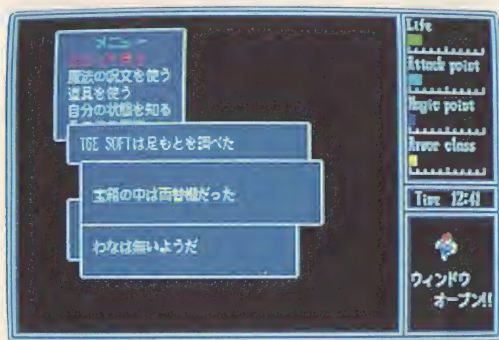 メニュー
魔法の呪文を使う
道具を使う
自分の状態を知る
TGE SOFTは足もとを調べた
宝箱の中は両替機だった
わなは無いようだ
Life
Attack point
Magic point
Armor class
Time 12:41
ウィンドウ
オープン!!